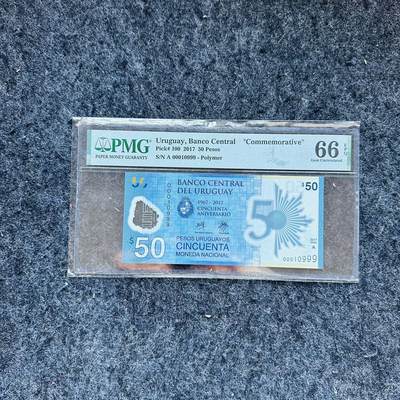 PMG
PAPER MONEY GUARANTY
Uruguay, Banco Central "Commemorative"
Pick# 100 2017 50 Pesos
S/N A 00010999 - Polymer
66 EPQ
Gem Uncirculated
BANCO CENTRAL
DEL URUGUAY
1967 - 2017
CINCUENTA
ANIVERSARIO
$50
50
$50
PESOS URUGUAYOS
CINCUENTA
MONEDA NACIONAL
A
00010999